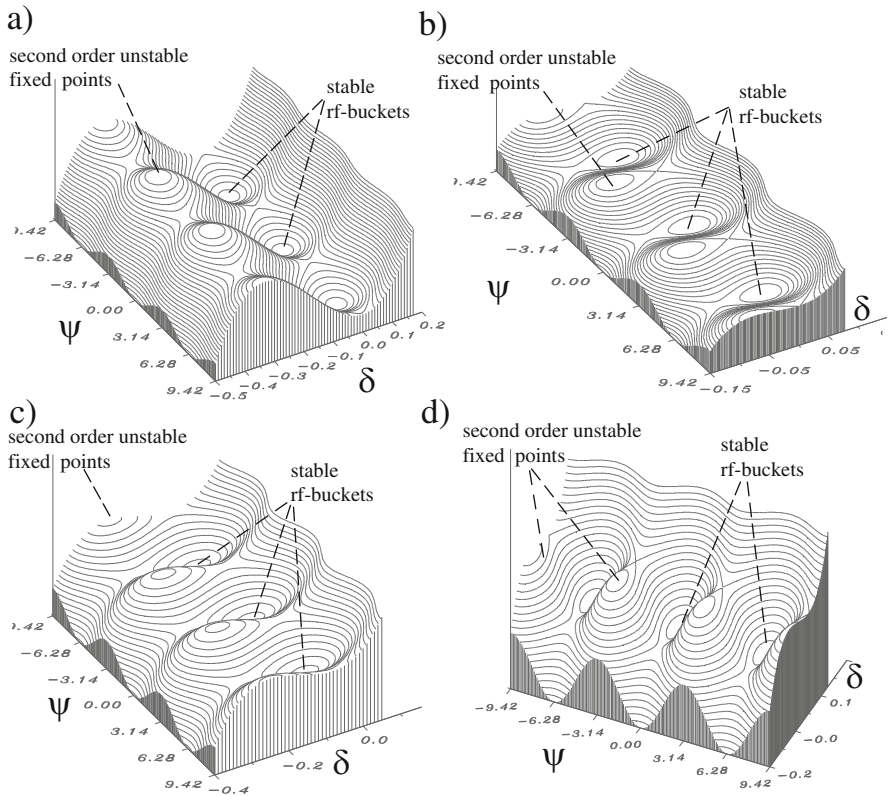 a)
second order unstable
fixed points
stable
rf-buckets
9.42
-6.28
-3.14
0.00
3.14
6.28
9.42
ψ
-0.5
-0.4
-0.3
-0.2
-0.1
0.0
0.1
0.2
δ
b)
second order unstable
fixed points
stable
rf-buckets
9.42
-6.28
-3.14
0.00
3.14
6.28
9.42
ψ
-0.15
-0.05
0.05
δ
c)
second order unstable
fixed points
stable
rf-buckets
9.42
-6.28
-3.14
0.00
3.14
6.28
9.42
ψ
-0.4
-0.2
0.0
δ
d)
second order unstable
fixed points
stable
rf-buckets
-9.42
-6.28
-3.14
0.00
3.14
6.28
9.42
ψ
-0.2
-0.0
0.1
δ